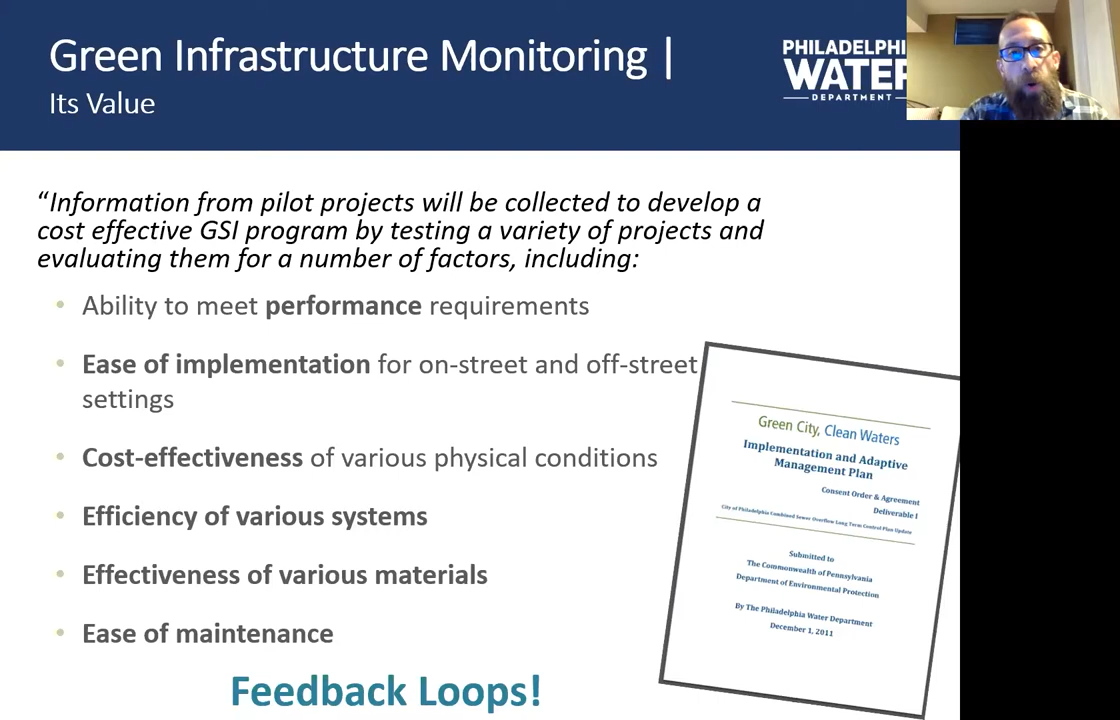 Green Infrastructure Monitoring |
Its Value
PHILADELPHI
WATER
DEPARTMENT
“Information from pilot projects will be collected to develop a
cost effective GSI program by testing a variety of projects and
evaluating them for a number of factors, including:
• Ability to meet performance requirements
• Ease of implementation for on-street and off-street
settings
• Cost-effectiveness of various physical conditions
• Efficiency of various systems
• Effectiveness of various materials
• Ease of maintenance
Feedback Loops!
Green City, Clean Waters
Implementation and Adaptive
Management Plan
Consent Order & Agreement
Deliverable I
City of Philadelphia Combined Sewer Overflow Long Term Control Plan Update
Submitted to
The Commonwealth of Pennsylvania
Department of Environmental Protection
By The Philadelphia Water Department
December 1, 2011